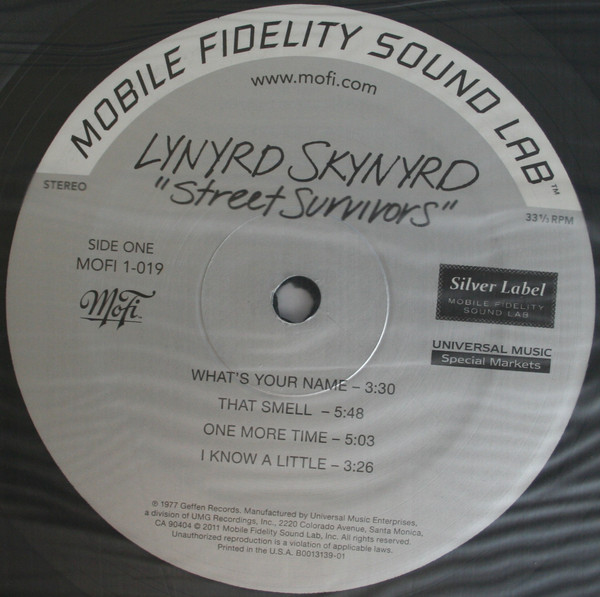 MOBILE FIDELITY SOUND LAB™
www.mofi.com
LYNYRD SKYNYRD
"Street Survivors"
STEREO
33⅓ RPM
SIDE ONE
MOFI 1-019
MoFi™
Silver Label
MOBILE FIDELITY
SOUND LAB
UNIVERSAL MUSIC
Special Markets
WHAT'S YOUR NAME – 3:30
THAT SMELL – 5:48
ONE MORE TIME – 5:03
I KNOW A LITTLE – 3:26
℗ 1977 Geffen Records. Manufactured by Universal Music Enterprises,
a division of UMG Recordings, Inc., 2220 Colorado Avenue, Santa Monica,
CA 90404 © 2011 Mobile Fidelity Sound Lab, Inc. All rights reserved.
Unauthorized reproduction is a violation of applicable laws.
Printed in the U.S.A. B0013139-01